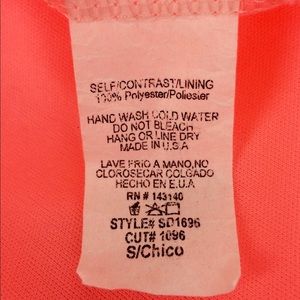 SELF/CONTRAST/LINING
100% Polyester/Poliester
HAND WASH COLD WATER
DO NOT BLEACH
HANG OR LINE DRY
MADE IN U.S.A
LAVE FRIO A MANO,NO
CLOROSECAR COLGADO
HECHO EN E.U.A
RN # 143140
STYLE# SD1696
CUT# 1096
S/Chico